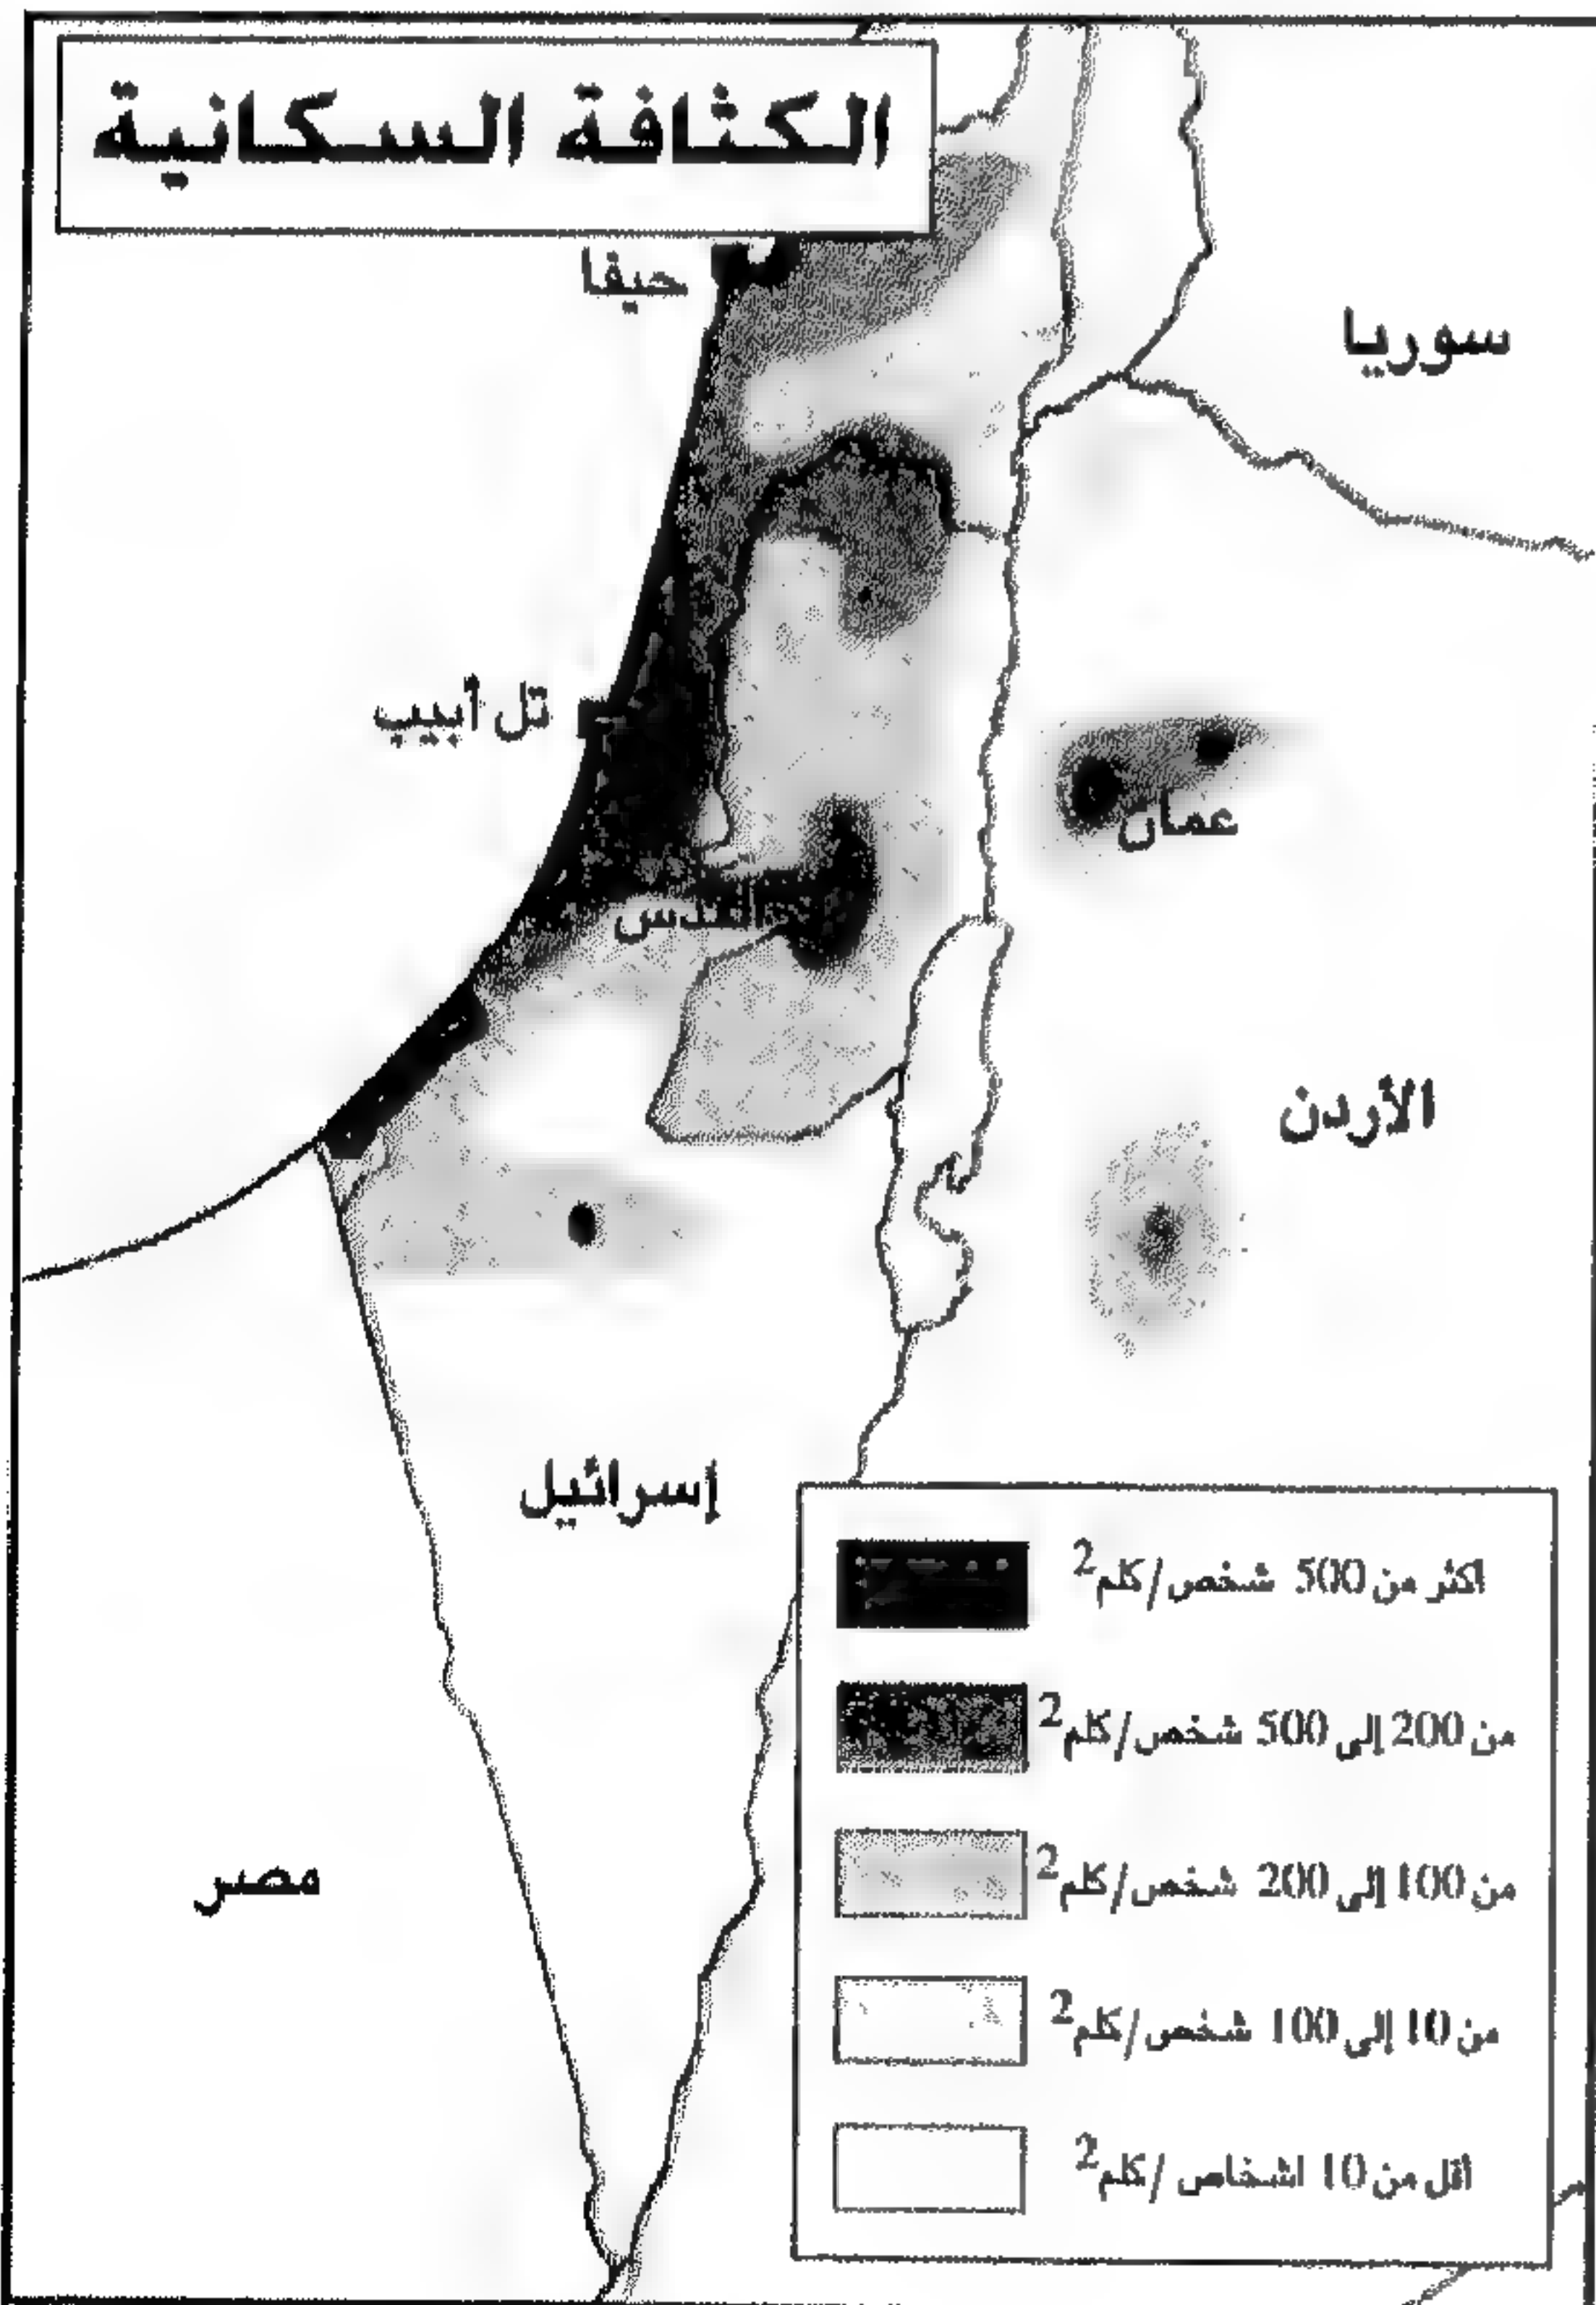 الكثافة السكانية
حيفا
سوريا
تل أبيب
عمان
القدس
الأردن
إسرائيل
مصر
اكثر من 500 شخص/كلم2
من 200 إلى 500 شخص/كلم2
من 100 إلى 200 شخص/كلم2
من 10 إلى 100 شخص/كلم2
أقل من 10 اشخاص/كلم2